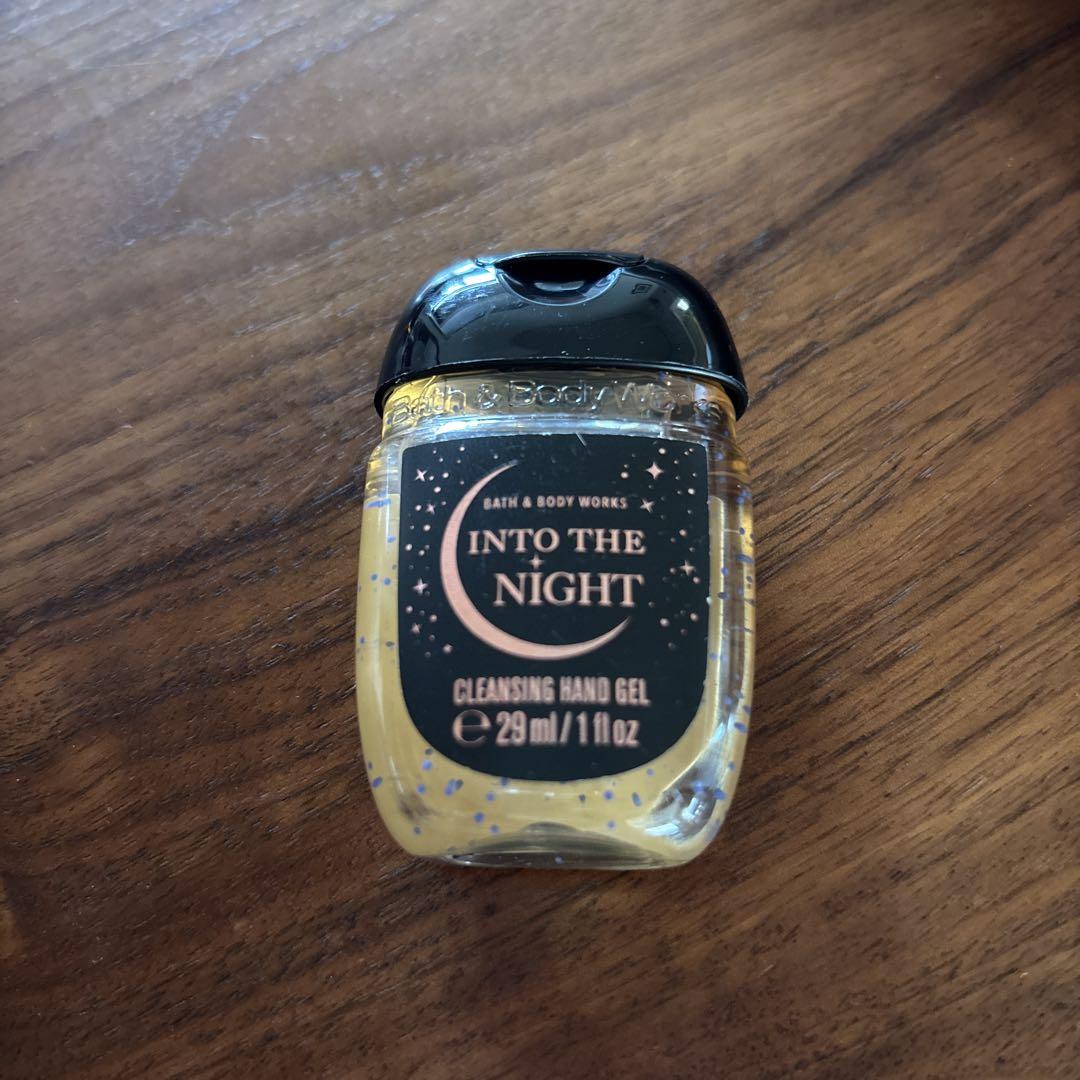 Bath & Body Works
BATH & BODY WORKS
INTO THE
NIGHT
CLEANSING HAND GEL
℮ 29 ml / 1 fl oz